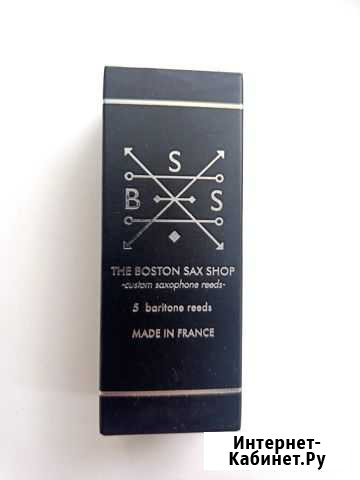 S
B S
THE BOSTON SAX SHOP
-custom saxophone reeds-
5 baritone reeds
MADE IN FRANCE
Интернет-
Кабинет.Ру